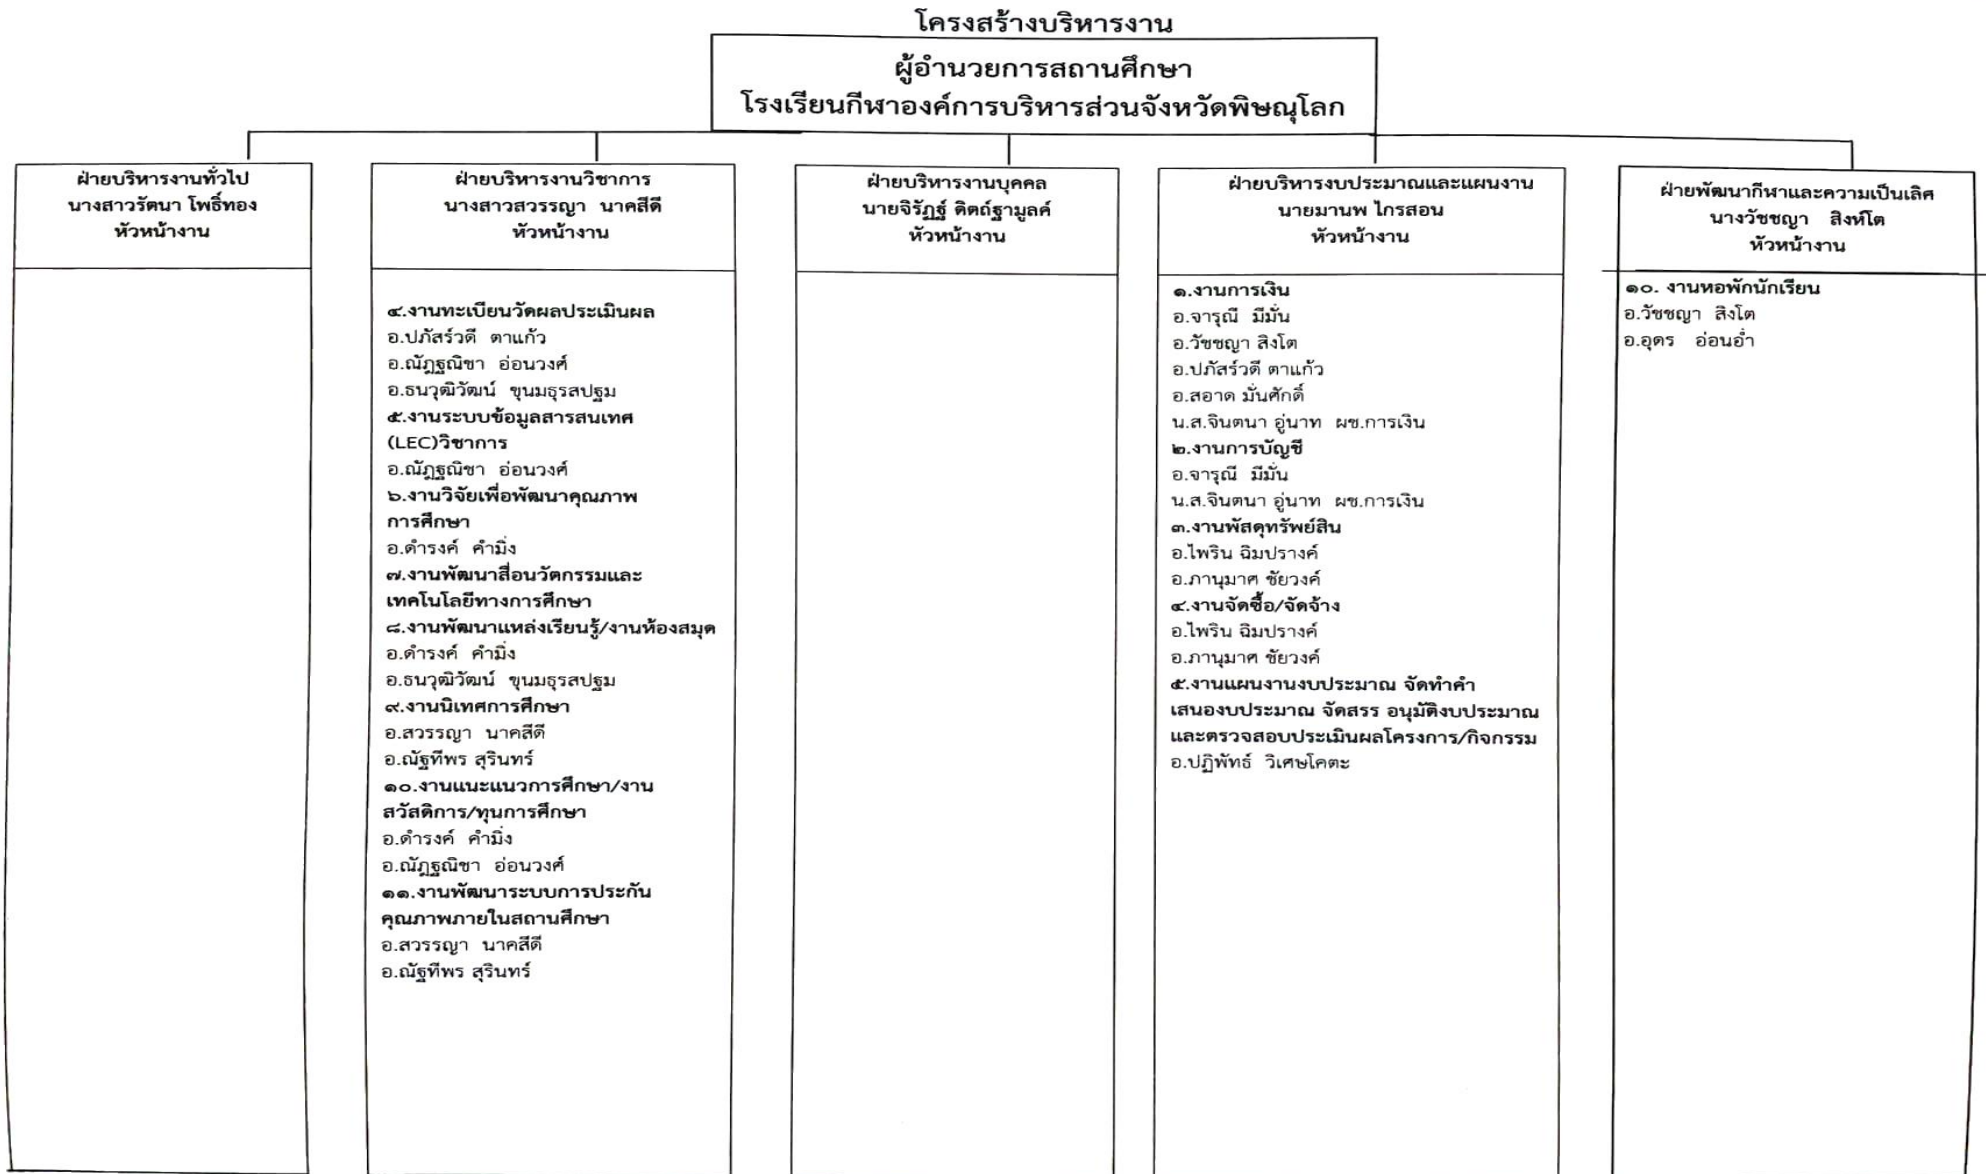 โครงสร้างบริหารงาน
ผู้อำนวยการสถานศึกษา
โรงเรียนกีฬาองค์การบริหารส่วนจังหวัดพิษณุโลก
ฝ่ายบริหารงานทั่วไป
นางสาวรัตนา โพธิ์ทอง
หัวหน้างาน
ฝ่ายบริหารงานวิชาการ
นางสาวสวรรญา นาคสีดี
หัวหน้างาน
๔.งานทะเบียนวัดผลประเมินผล
อ.ปภัสร์วดี ตาแก้ว
อ.ณัฎฐณิชา อ่อนวงศ์
อ.ธนวุฒิวัฒน์ ขุนมธุรสปฐม
๕.งานระบบข้อมูลสารสนเทศ
(LEC)วิชาการ
อ.ณัฎฐณิชา อ่อนวงศ์
๖.งานวิจัยเพื่อพัฒนาคุณภาพ
การศึกษา
อ.ดำรงค์ คำมิ่ง
๗.งานพัฒนาสื่อนวัตกรรมและ
เทคโนโลยีทางการศึกษา
๘.งานพัฒนาแหล่งเรียนรู้/งานห้องสมุด
อ.ดำรงค์ คำมิ่ง
อ.ธนวุฒิวัฒน์ ขุนมธุรสปฐม
๙.งานนิเทศการศึกษา
อ.สวรรญา นาคสีดี
อ.ณัฐทีพร สุรินทร์
๑๐.งานแนะแนวการศึกษา/งาน
สวัสดิการ/ทุนการศึกษา
อ.ดำรงค์ คำมิ่ง
อ.ณัฎฐณิชา อ่อนวงศ์
๑๑.งานพัฒนาระบบการประกัน
คุณภาพภายในสถานศึกษา
อ.สวรรญา นาคสีดี
อ.ณัฐทีพร สุรินทร์
ฝ่ายบริหารงานบุคคล
นายจิรัฏฐ์ ดิตถ์ฐามูลค์
หัวหน้างาน
ฝ่ายบริหารงบประมาณและแผนงาน
นายมานพ ไกรสอน
หัวหน้างาน
๑.งานการเงิน
อ.จารุณี มีมั่น
อ.วัชชญา สิงโต
อ.ปภัสร์วดี ตาแก้ว
อ.สอาด มั่นศักดิ์
น.ส.จินตนา อู่นาท ผช.การเงิน
๒.งานการบัญชี
อ.จารุณี มีมั่น
น.ส.จินตนา อู่นาท ผช.การเงิน
๓.งานพัสดุทรัพย์สิน
อ.ไพริน ฉิมปรางค์
อ.ภานุมาศ ชัยวงค์
๔.งานจัดซื้อ/จัดจ้าง
อ.ไพริน ฉิมปรางค์
อ.ภานุมาศ ชัยวงค์
๕.งานแผนงานงบประมาณ จัดทำคำ
เสนองบประมาณ จัดสรร อนุมัติงบประมาณ
และตรวจสอบประเมินผลโครงการ/กิจกรรม
อ.ปฏิพัทธ์ วิเศษโคตะ
ฝ่ายพัฒนากีฬาและความเป็นเลิศ
นางวัชชญา สิงห์โต
หัวหน้างาน
๑๐. งานหอพักนักเรียน
อ.วัชชญา สิงโต
อ.อุดร อ่อนอ่ำ